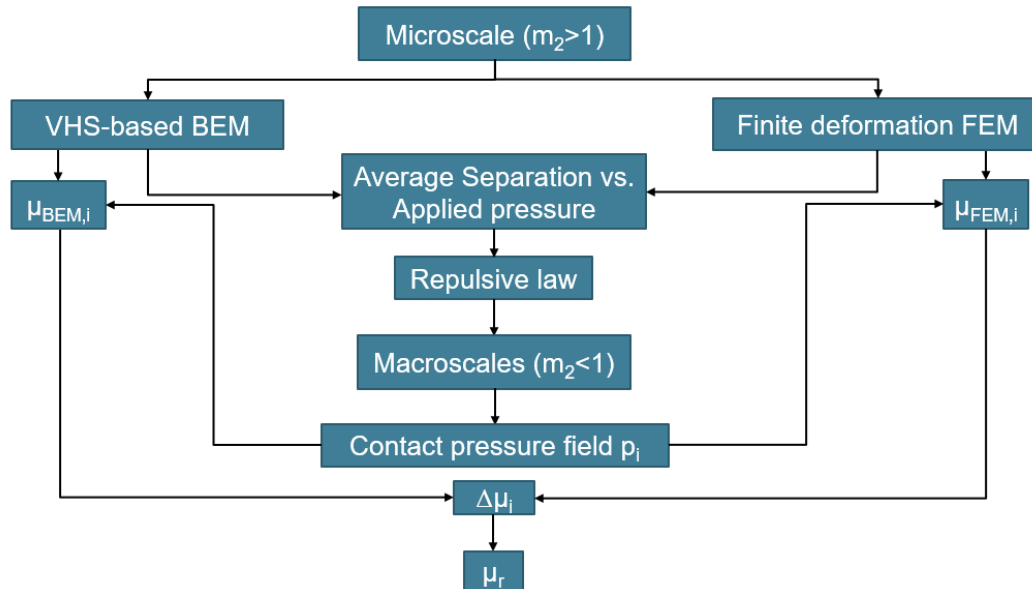 Microscale (m₂>1)
VHS-based BEM
Finite deformation FEM
Average Separation vs.
Applied pressure
μBEM,i
μFEM,i
Repulsive law
Macroscales (m₂<1)
Contact pressure field pᵢ
Δμᵢ
μᵣ